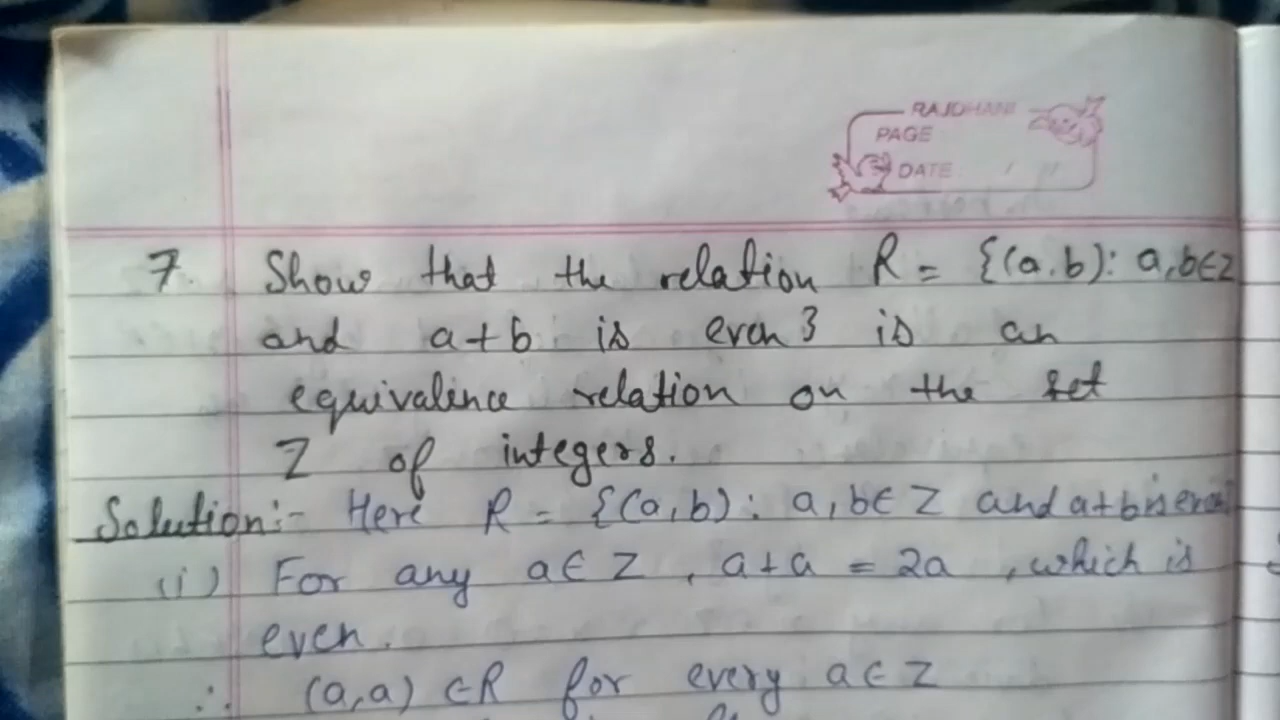 RAJDHANI
PAGE
DATE / /
7. Show that the relation R = {(a,b): a,b∈Z
and a+b is even} is an
equivalence relation on the set
Z of integers.
Solution:- Here R = {(a,b): a,b∈Z and a+b is even
(i) For any a∈Z, a+a = 2a, which is
even.
∴ (a,a) ∈R for every a∈Z